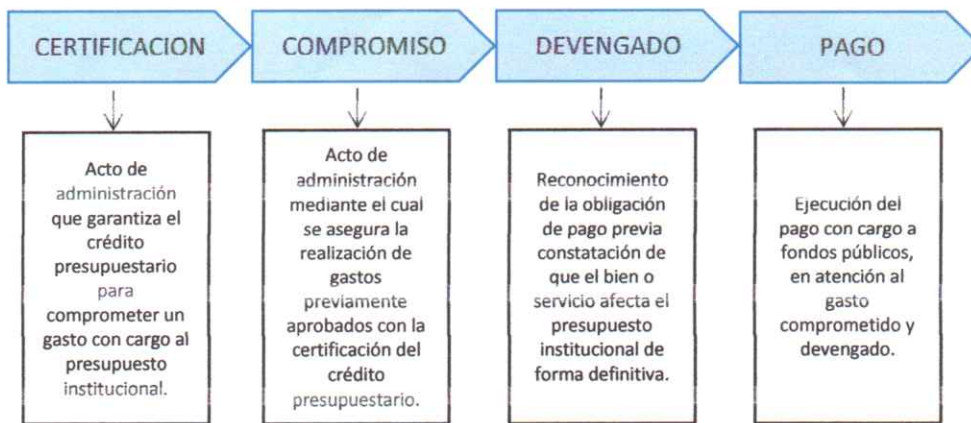 CERTIFICACION
COMPROMISO
DEVENGADO
PAGO
Acto de
administración
que garantiza el
crédito
presupuestario
para
comprometer un
gasto con cargo al
presupuesto
institucional.
Acto de
administración
mediante el cual
se asegura la
realización de
gastos
previamente
aprobados con la
certificación del
crédito
presupuestario.
Reconocimiento
de la obligación
de pago previa
constatación de
que el bien o
servicio afecta el
presupuesto
institucional de
forma definitiva.
Ejecución del
pago con cargo a
fondos públicos,
en atención al
gasto
comprometido y
devengado.